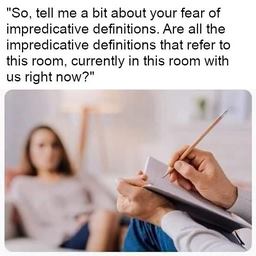 "So, tell me a bit about your fear of
impredicative definitions. Are all the
impredicative definitions that refer to
this room, currently in this room with
us right now?"